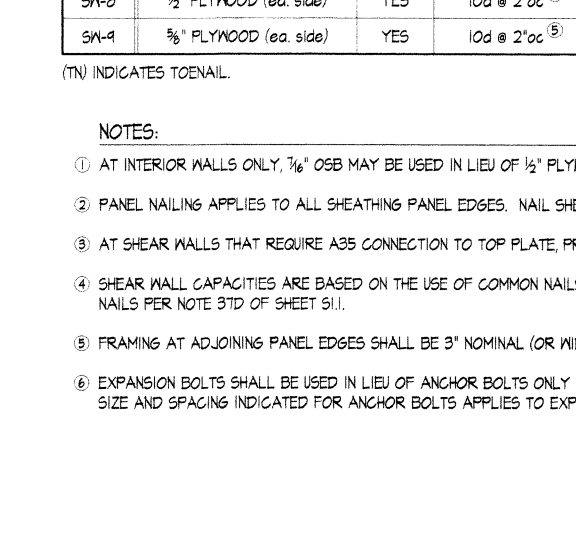 SW-8 ½" PLYWOOD (ea. side) YES 10d @ 2"oc
SW-9 ⅝" PLYWOOD (ea. side) YES 10d @ 2"oc ⑤
(TN) INDICATES TOENAIL.
NOTES:
① AT INTERIOR WALLS ONLY, 7/16" OSB MAY BE USED IN LIEU OF ½" PLY
② PANEL NAILING APPLIES TO ALL SHEATHING PANEL EDGES. NAIL SHE
③ AT SHEAR WALLS THAT REQUIRE A35 CONNECTION TO TOP PLATE, PR
④ SHEAR WALL CAPACITIES ARE BASED ON THE USE OF COMMON NAIL
NAILS PER NOTE 37D OF SHEET S1.1.
⑤ FRAMING AT ADJOINING PANEL EDGES SHALL BE 3" NOMINAL (OR WI
⑥ EXPANSION BOLTS SHALL BE USED IN LIEU OF ANCHOR BOLTS ONLY
SIZE AND SPACING INDICATED FOR ANCHOR BOLTS APPLIES TO EXP